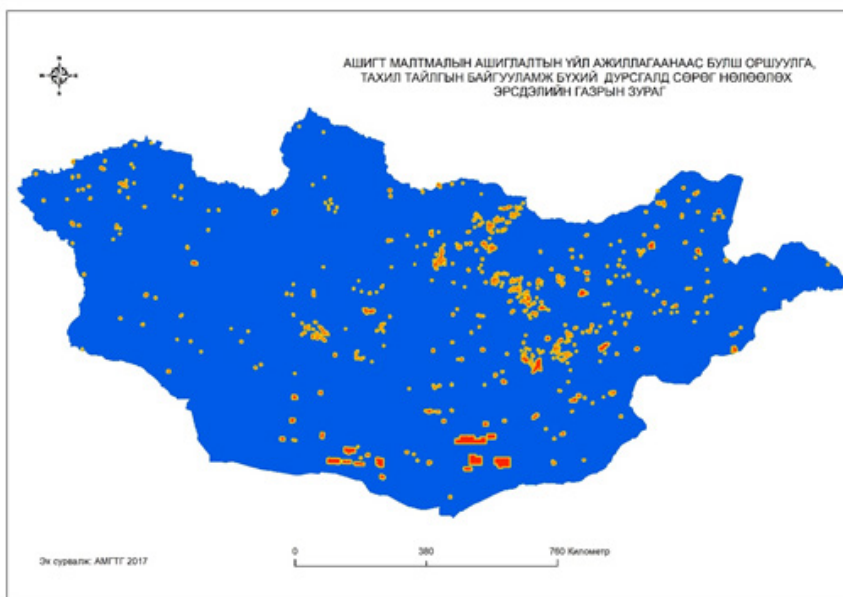 АШИГТ МАЛТМАЛЫН АШИГЛАЛТЫН ҮЙЛ АЖИЛЛАГААНААС БУЛШ ОРШУУЛГА,
ТАХИЛ ТАЙЛГЫН БАЙГУУЛАМЖ БҮХИЙ ДУРСГАЛД СӨРӨГ НӨЛӨӨЛӨХ
ЭРСДЭЛИЙН ГАЗРЫН ЗУРАГ
0 380 760 Километр
Эх сурвалж: АМГТГ 2017